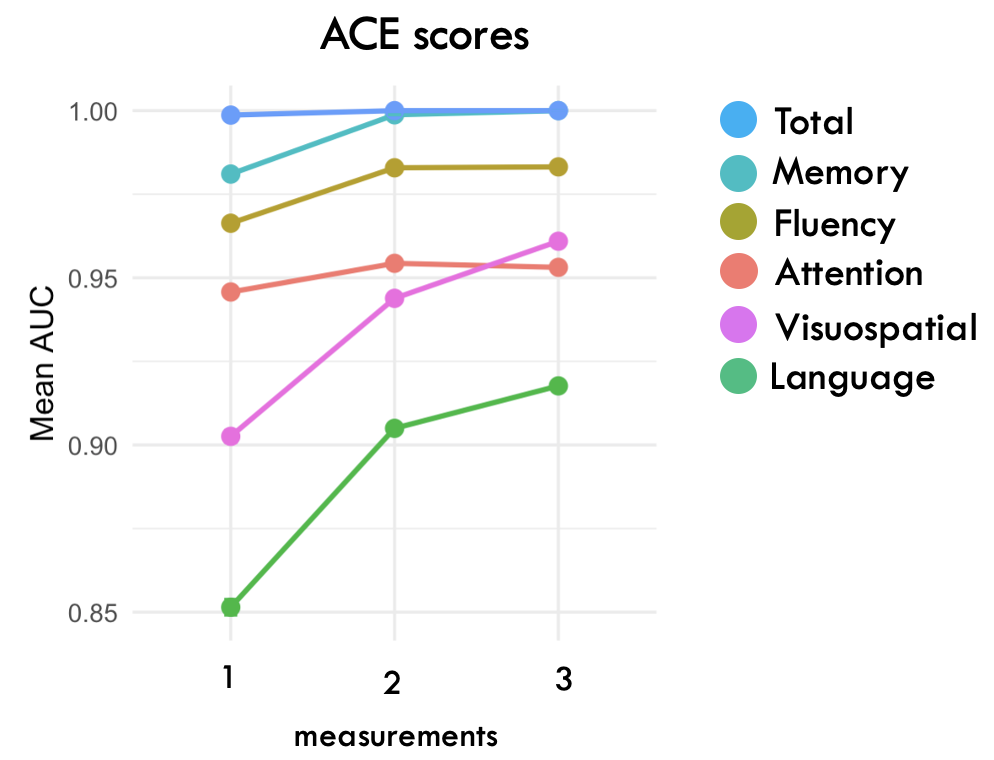 ACE scores
1.00
0.95
0.90
0.85
Mean AUC
1
2
3
measurements
Total
Memory
Fluency
Attention
Visuospatial
Language